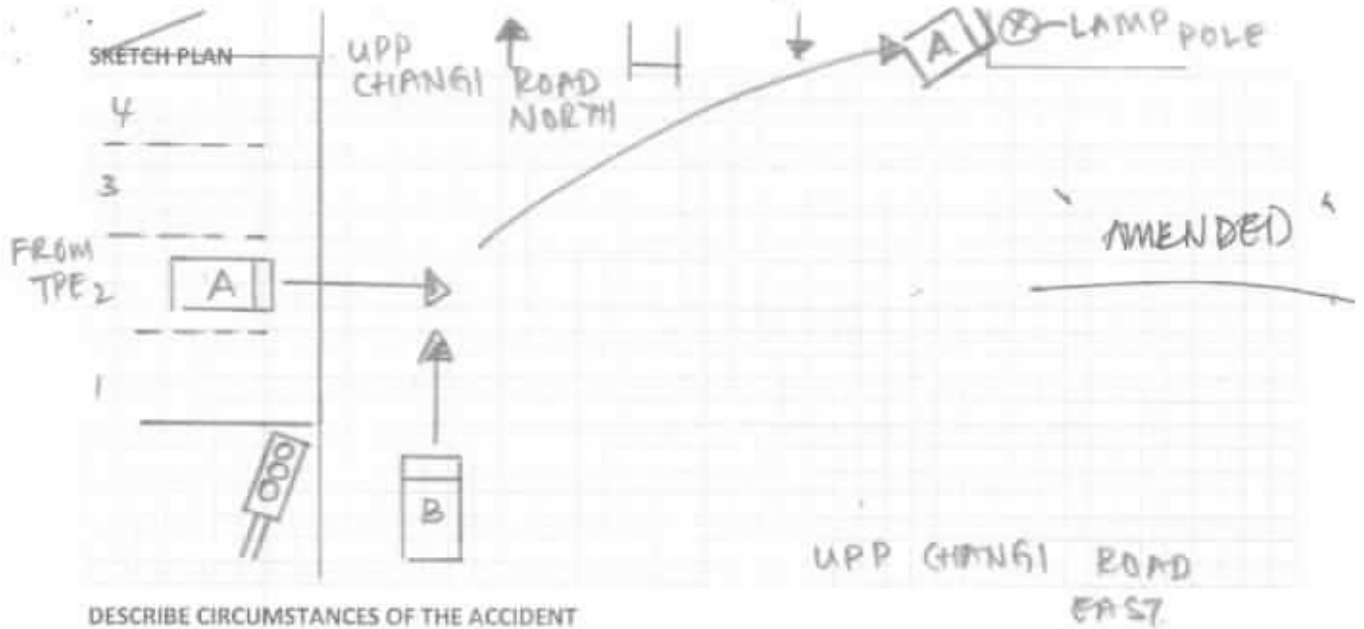 SKETCH PLAN
UPP
CHANGI ROAD
NORTH
A
LAMP POLE
4
3
FROM
TPE 2
A
AMENDED
1
B
UPP CHANGI ROAD
EAST
DESCRIBE CIRCUMSTANCES OF THE ACCIDENT